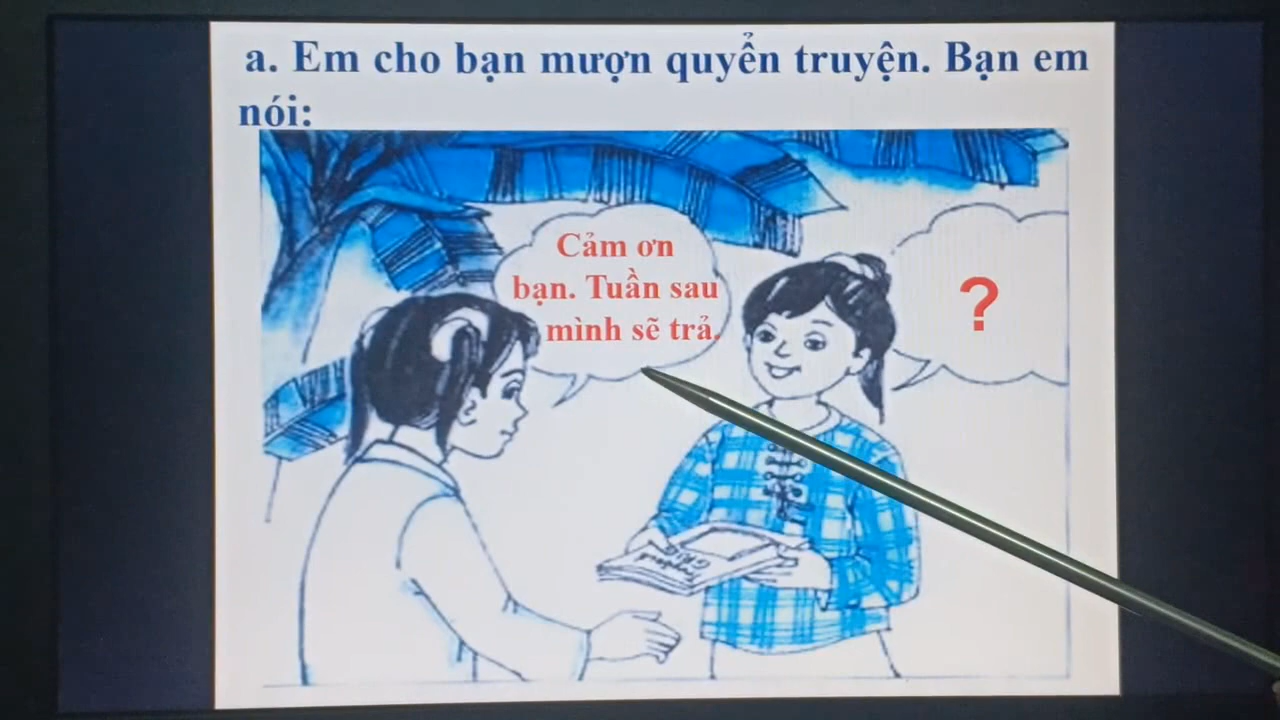 a. Em cho bạn mượn quyển truyện. Bạn em
nói:
Cảm ơn
bạn. Tuần sau
mình sẽ trả.
?